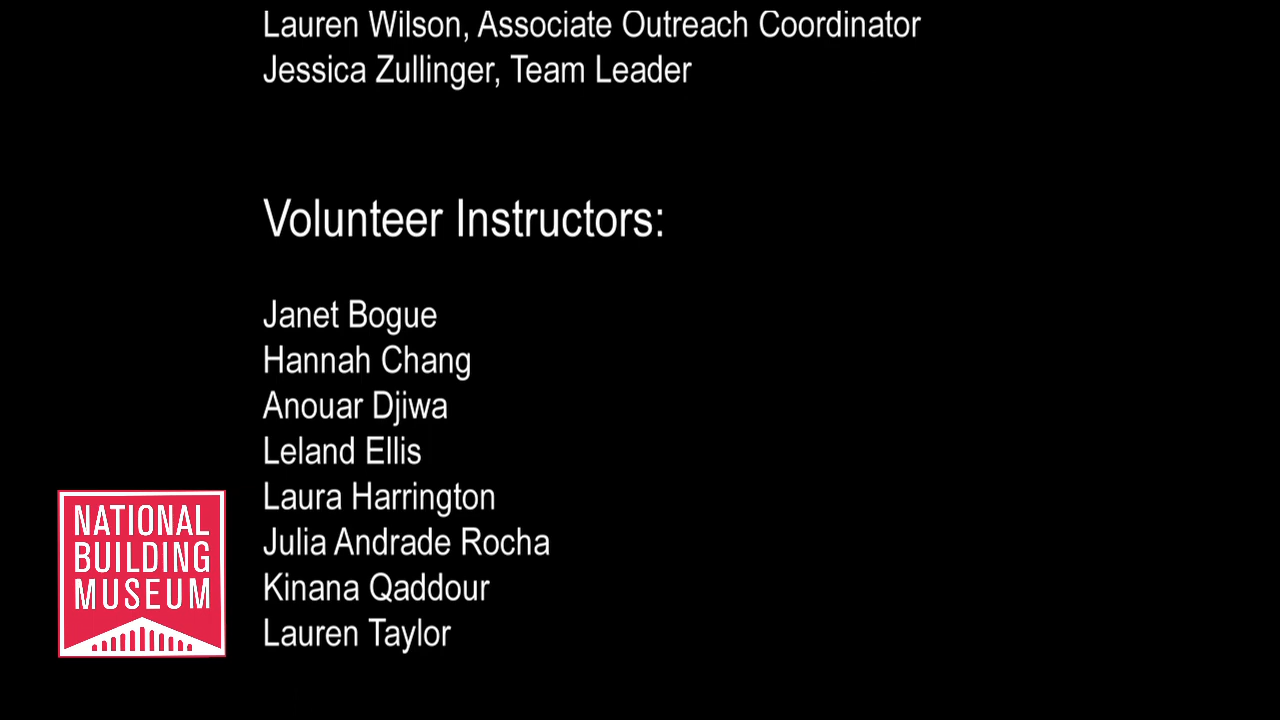 Lauren Wilson, Associate Outreach Coordinator
Jessica Zullinger, Team Leader
Volunteer Instructors:
Janet Bogue
Hannah Chang
Anouar Djiwa
Leland Ellis
Laura Harrington
Julia Andrade Rocha
Kinana Qaddour
Lauren Taylor
NATIONAL
BUILDING
MUSEUM